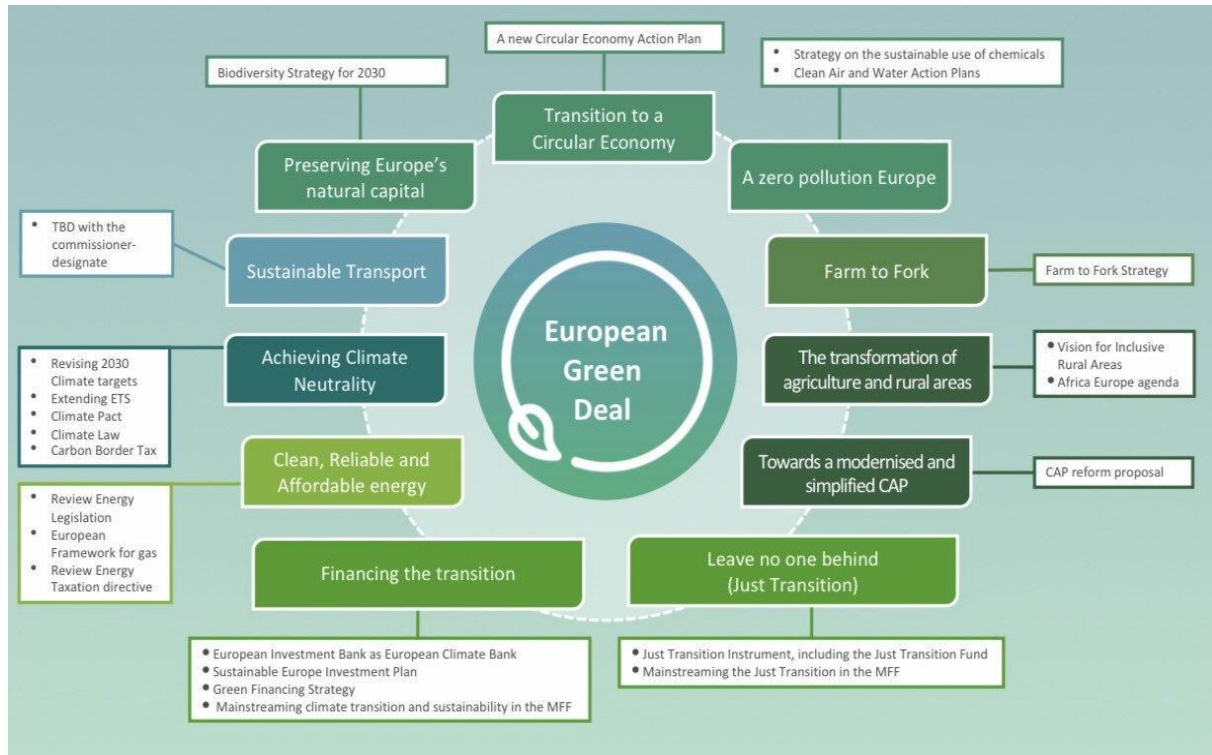 A new Circular Economy Action Plan
Biodiversity Strategy for 2030
• Strategy on the sustainable use of chemicals
• Clean Air and Water Action Plans
Transition to a
Circular Economy
Preserving Europe's
natural capital
A zero pollution Europe
• TBD with the
commissioner-
designate
Sustainable Transport
Farm to Fork
Farm to Fork Strategy
European
Green
Deal
• Revising 2030
Climate targets
• Extending ETS
• Climate Pact
• Climate Law
• Carbon Border Tax
Achieving Climate
Neutrality
The transformation of
agriculture and rural areas
• Vision for Inclusive
Rural Areas
• Africa Europe agenda
• Review Energy
Legislation
• European
Framework for gas
• Review Energy
Taxation directive
Clean, Reliable and
Affordable energy
Towards a modernised and
simplified CAP
CAP reform proposal
Financing the transition
Leave no one behind
(Just Transition)
• European Investment Bank as European Climate Bank
• Sustainable Europe Investment Plan
• Green Financing Strategy
• Mainstreaming climate transition and sustainability in the MFF
• Just Transition Instrument, including the Just Transition Fund
• Mainstreaming the Just Transition in the MFF